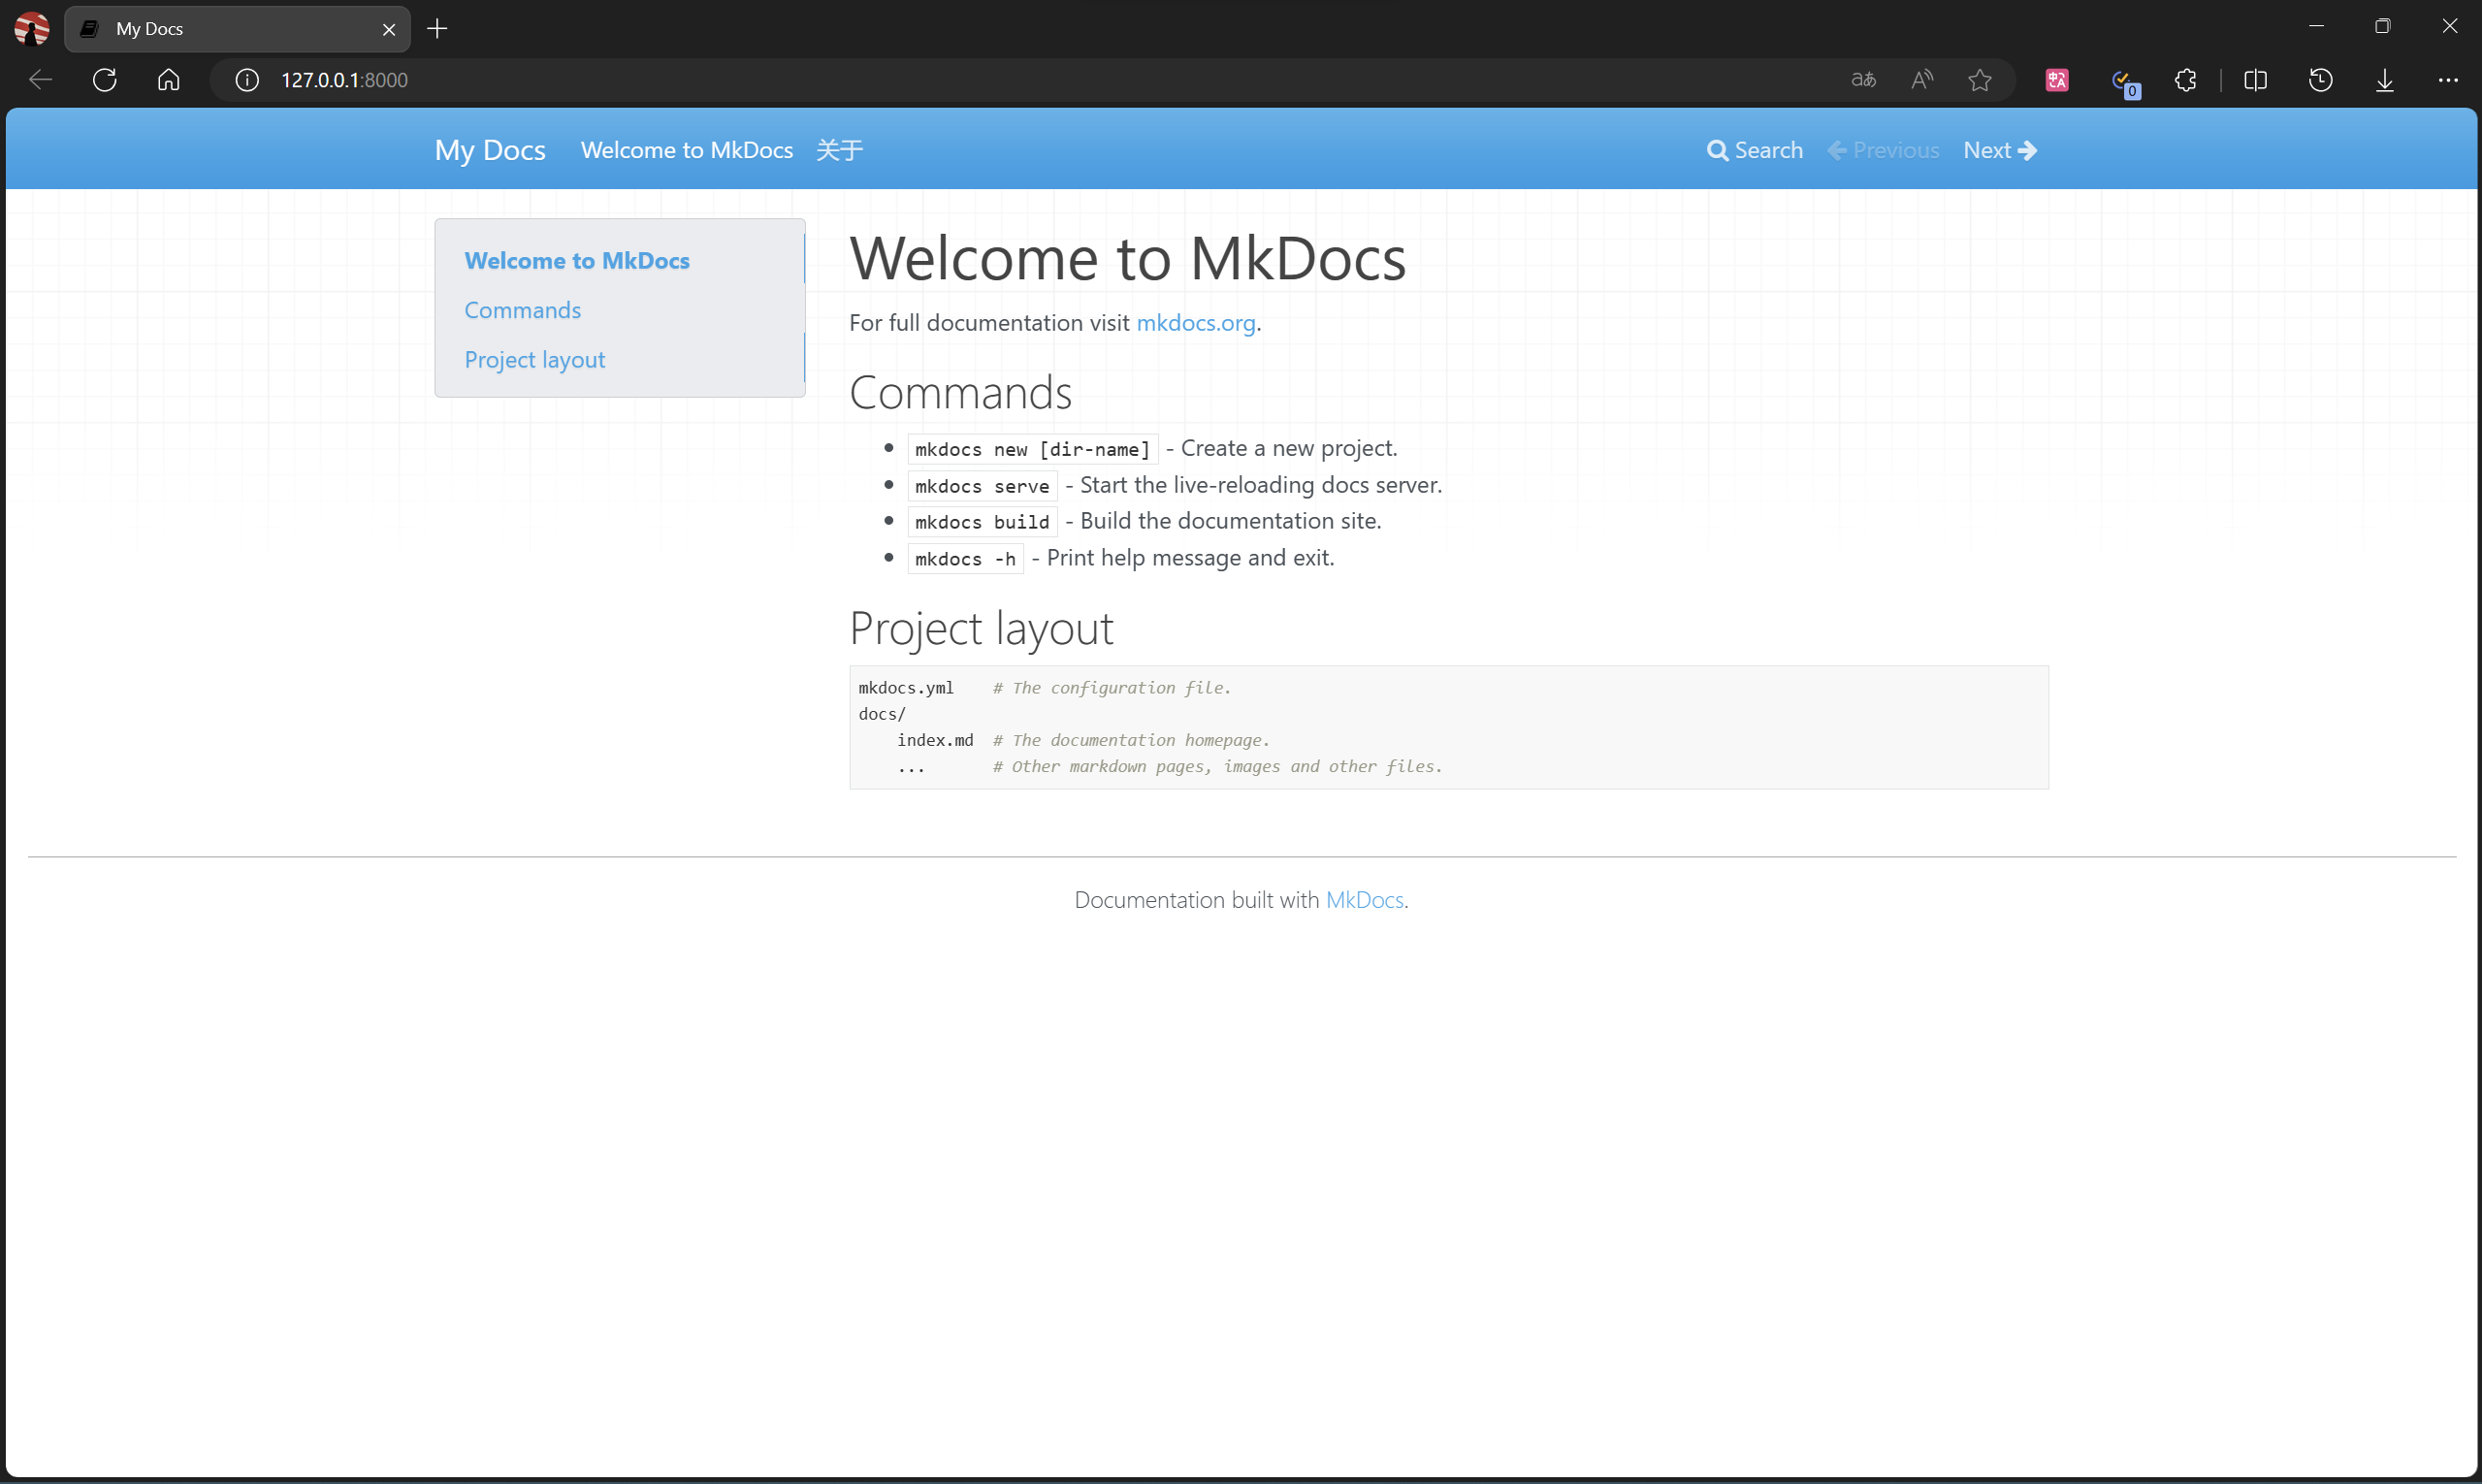 My Docs
127.0.0.1:8000
aあ
A
中A
0
My Docs Welcome to MkDocs 关于 Search Previous Next
Welcome to MkDocs
Commands
Project layout
Welcome to MkDocs
For full documentation visit mkdocs.org.
Commands
mkdocs new [dir-name] - Create a new project.
mkdocs serve - Start the live-reloading docs server.
mkdocs build - Build the documentation site.
mkdocs -h - Print help message and exit.
Project layout
mkdocs.yml    # The configuration file.
docs/
    index.md  # The documentation homepage.
    ...       # Other markdown pages, images and other files.
Documentation built with MkDocs.